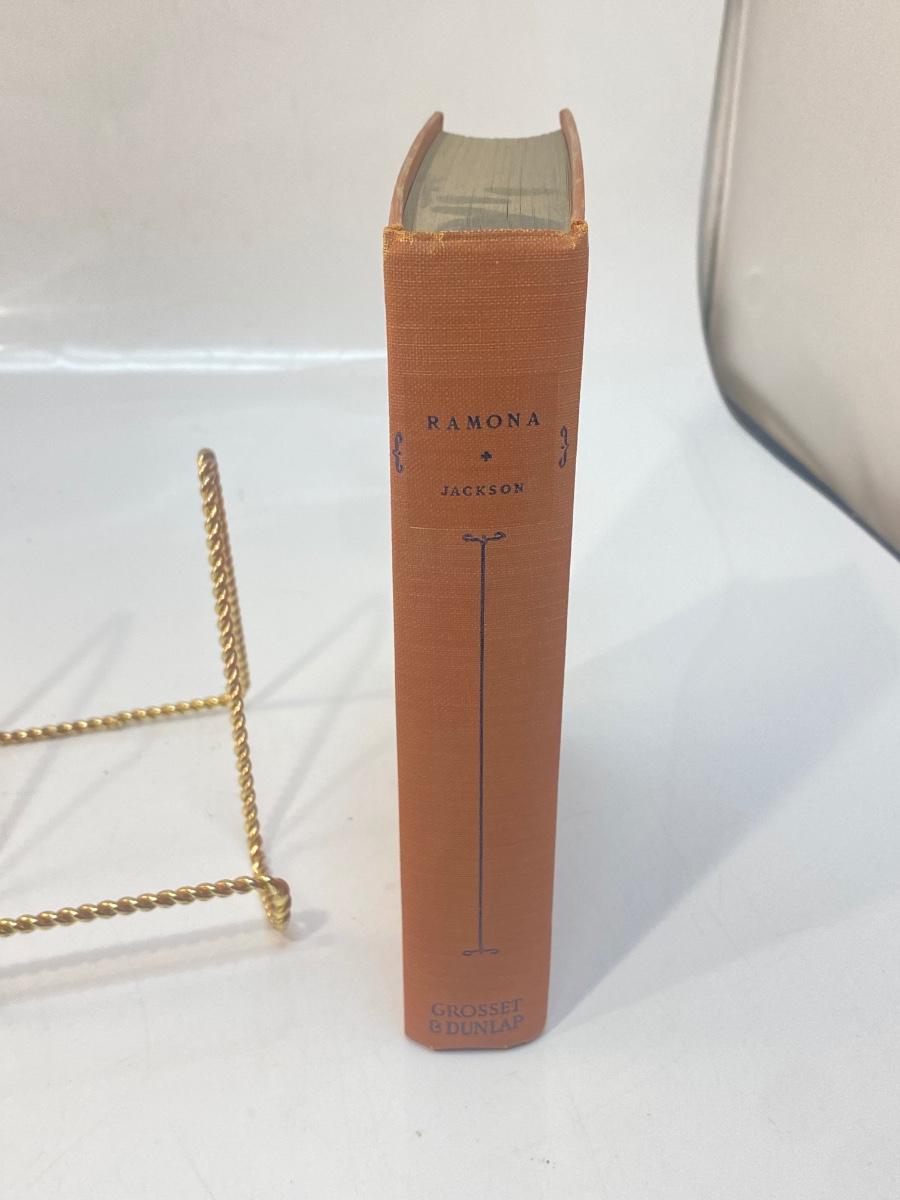 RAMONA
JACKSON
GROSSET
& DUNLAP